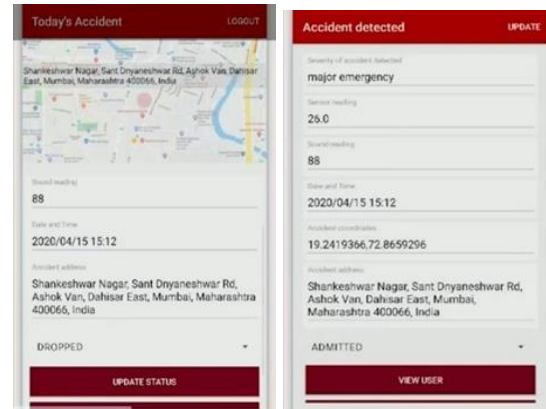 Today's Accident
LOGOUT
Shankeshwar Nagar, Sant Dnyaneshwar Rd, Ashok Van, Dahisar
East, Mumbai, Maharashtra 400066, India
Sound reading
88
Date and Time
2020/04/15 15:12
Accident address
Shankeshwar Nagar, Sant Dnyaneshwar Rd,
Ashok Van, Dahisar East, Mumbai, Maharashtra
400066, India
DROPPED
UPDATE STATUS
Accident detected
UPDATE
Severity of accident detected
major emergency
Sensor reading
26.0
Sound reading
88
Date and Time
2020/04/15 15:12
Accident coordinates
19.2419366,72.8659296
Accident address
Shankeshwar Nagar, Sant Dnyaneshwar Rd,
Ashok Van, Dahisar East, Mumbai,
Maharashtra 400066, India
ADMITTED
VIEW USER